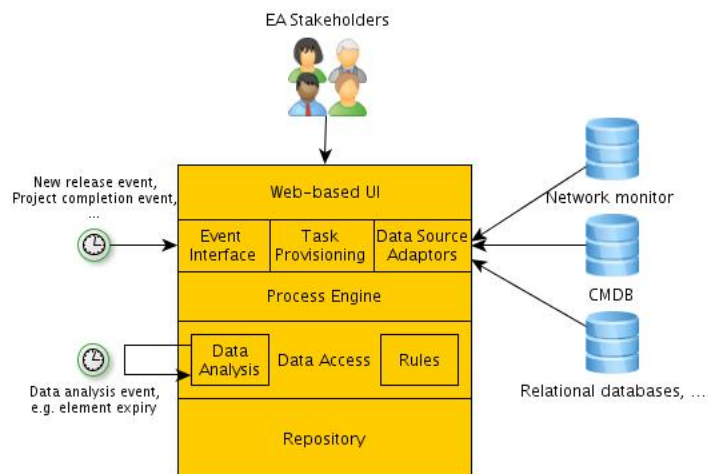 EA Stakeholders
New release event,
Project completion event,
...
Web-based UI
Event
Interface
Task
Provisioning
Data Source
Adaptors
Network monitor
Process Engine
CMDB
Data
Analysis
Data Access
Rules
Data analysis event,
e.g. element expiry
Relational databases, ...
Repository